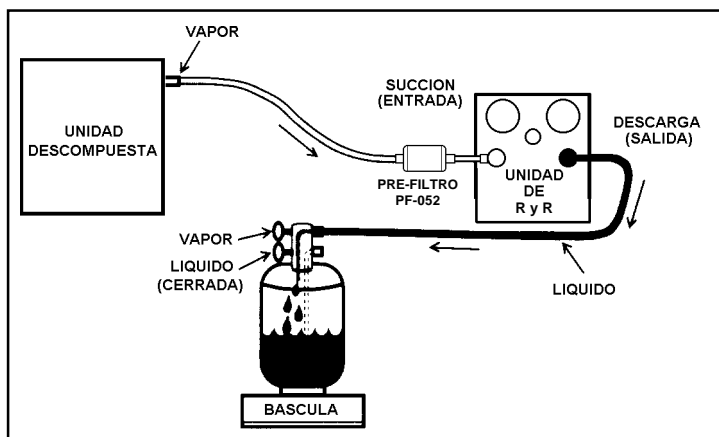 VAPOR
UNIDAD
DESCOMPUESTA
SUCCION
(ENTRADA)
PRE-FILTRO
PF-052
UNIDAD
DE
R y R
DESCARGA
(SALIDA)
VAPOR
LIQUIDO
(CERRADA)
LIQUIDO
BASCULA